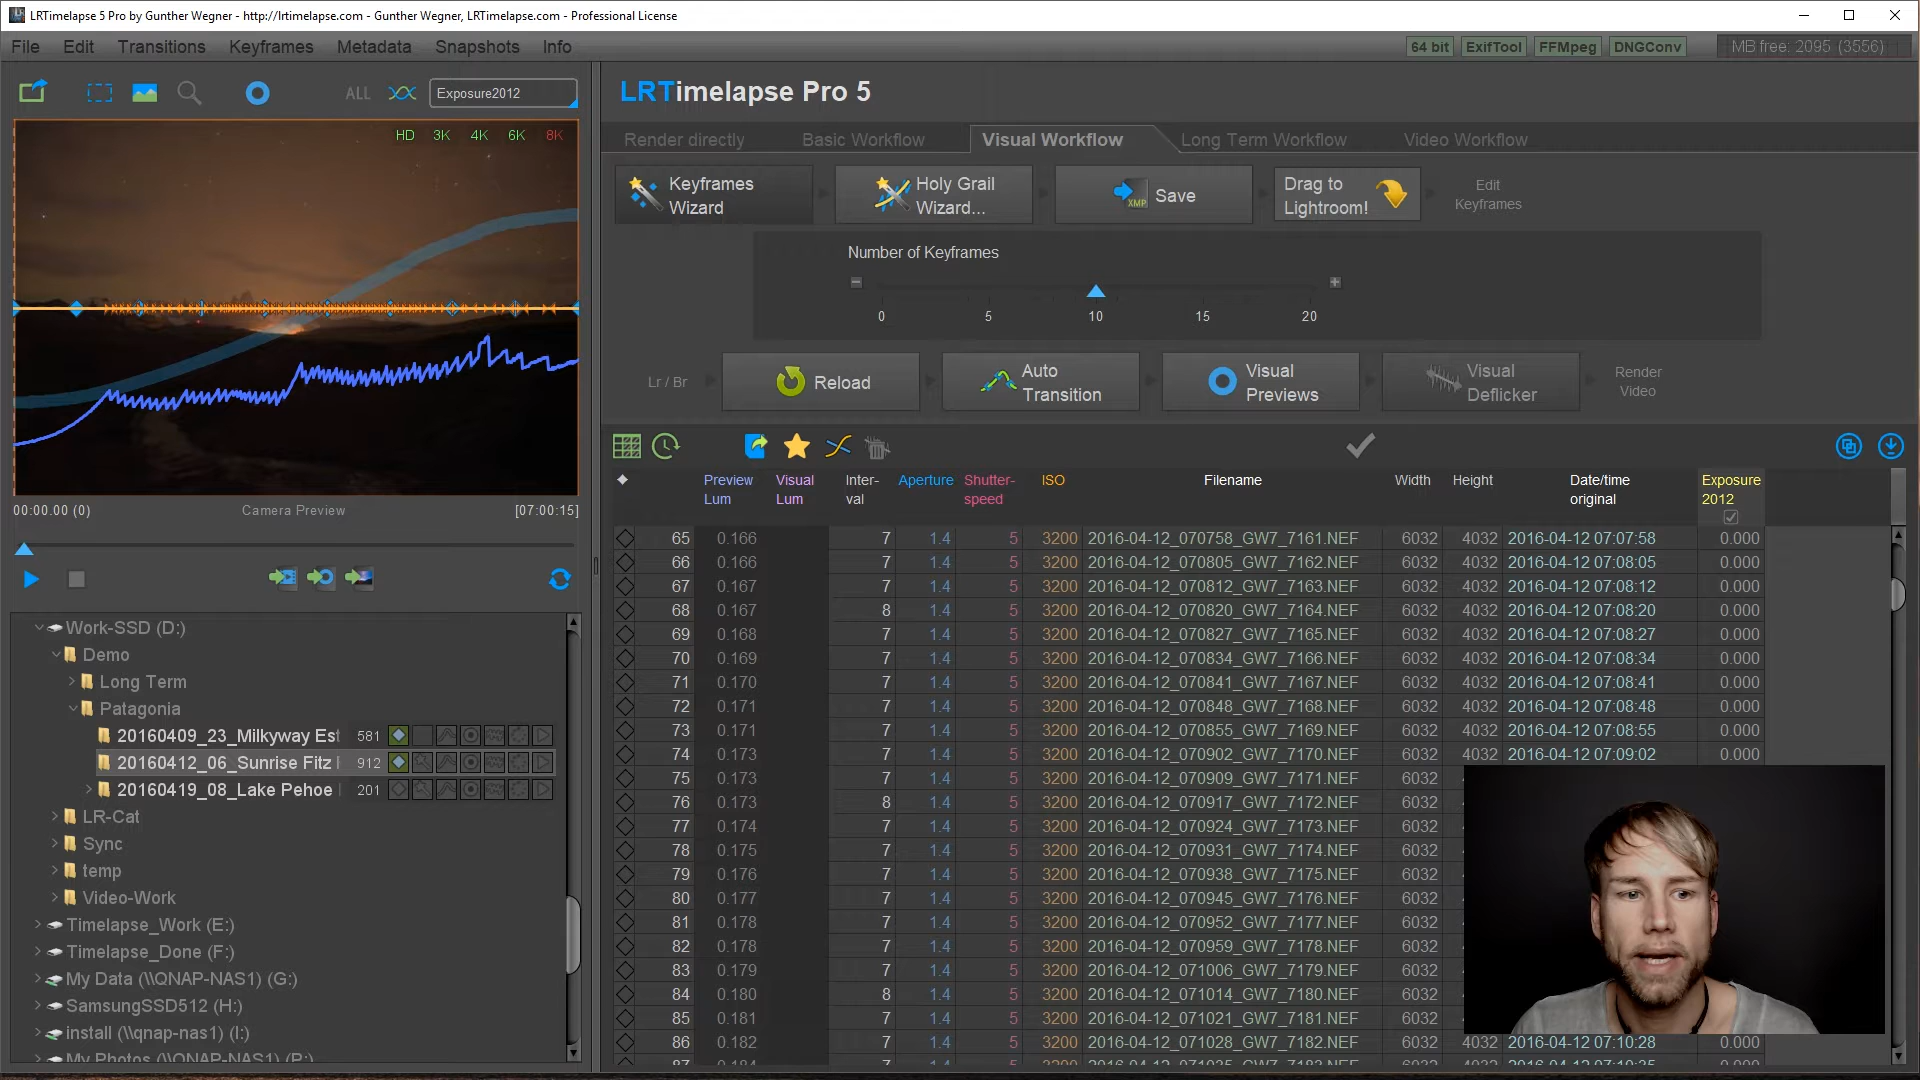 LRTimelapse 5 Pro by Gunther Wegner - http://lrtimelapse.com - Gunther Wegner, LRTimelapse.com - Professional License
File Edit Transitions Keyframes Metadata Snapshots Info
64 bit ExifTool FFMpeg DNGConv MB free: 2095 (3556)
ALL Exposure2012
HD 3K 4K 6K 8K
00:00.00 (0) Camera Preview [07:00:15]
Work-SSD (D:)
Demo
Long Term
Patagonia
20160409_23_Milkyway Est 581
20160412_06_Sunrise Fitz 912
20160419_08_Lake Pehoe 201
LR-Cat
Sync
temp
Video-Work
Timelapse_Work (E:)
Timelapse_Done (F:)
My Data (\\QNAP-NAS1) (G:)
SamsungSSD512 (H:)
install (\\qnap-nas1) (I:)
My Photos (\\QNAP-NAS1) (P:)
LRTimelapse Pro 5
Render directly Basic Workflow Visual Workflow Long Term Workflow Video Workflow
Keyframes Wizard
Holy Grail Wizard...
XMP Save
Drag to Lightroom!
Edit Keyframes
Number of Keyframes
0 5 10 15 20
Lr / Br
Reload
Auto Transition
Visual Previews
Visual Deflicker
Render Video
Preview Lum Visual Lum Inter-val Aperture Shutter-speed ISO Filename Width Height Date/time original Exposure 2012
65 0.166 7 1.4 5 3200 2016-04-12_070758_GW7_7161.NEF 6032 4032 2016-04-12 07:07:58 0.000
66 0.166 7 1.4 5 3200 2016-04-12_070805_GW7_7162.NEF 6032 4032 2016-04-12 07:08:05 0.000
67 0.167 7 1.4 5 3200 2016-04-12_070812_GW7_7163.NEF 6032 4032 2016-04-12 07:08:12 0.000
68 0.167 8 1.4 5 3200 2016-04-12_070820_GW7_7164.NEF 6032 4032 2016-04-12 07:08:20 0.000
69 0.168 7 1.4 5 3200 2016-04-12_070827_GW7_7165.NEF 6032 4032 2016-04-12 07:08:27 0.000
70 0.169 7 1.4 5 3200 2016-04-12_070834_GW7_7166.NEF 6032 4032 2016-04-12 07:08:34 0.000
71 0.170 7 1.4 5 3200 2016-04-12_070841_GW7_7167.NEF 6032 4032 2016-04-12 07:08:41 0.000
72 0.171 7 1.4 5 3200 2016-04-12_070848_GW7_7168.NEF 6032 4032 2016-04-12 07:08:48 0.000
73 0.171 7 1.4 5 3200 2016-04-12_070855_GW7_7169.NEF 6032 4032 2016-04-12 07:08:55 0.000
74 0.173 7 1.4 5 3200 2016-04-12_070902_GW7_7170.NEF 6032 4032 2016-04-12 07:09:02 0.000
75 0.173 7 1.4 5 3200 2016-04-12_070909_GW7_7171.NEF 6032
76 0.173 8 1.4 5 3200 2016-04-12_070917_GW7_7172.NEF 6032
77 0.174 7 1.4 5 3200 2016-04-12_070924_GW7_7173.NEF 6032
78 0.175 7 1.4 5 3200 2016-04-12_070931_GW7_7174.NEF 6032
79 0.176 7 1.4 5 3200 2016-04-12_070938_GW7_7175.NEF 6032
80 0.177 7 1.4 5 3200 2016-04-12_070945_GW7_7176.NEF 6032
81 0.178 7 1.4 5 3200 2016-04-12_070952_GW7_7177.NEF 6032
82 0.178 7 1.4 5 3200 2016-04-12_070959_GW7_7178.NEF 6032
83 0.179 7 1.4 5 3200 2016-04-12_071006_GW7_7179.NEF 6032
84 0.180 8 1.4 5 3200 2016-04-12_071014_GW7_7180.NEF 6032
85 0.181 7 1.4 5 3200 2016-04-12_071021_GW7_7181.NEF 6032
86 0.182 7 1.4 5 3200 2016-04-12_071028_GW7_7182.NEF 6032 4032 2016-04-12 07:10:28 0.000